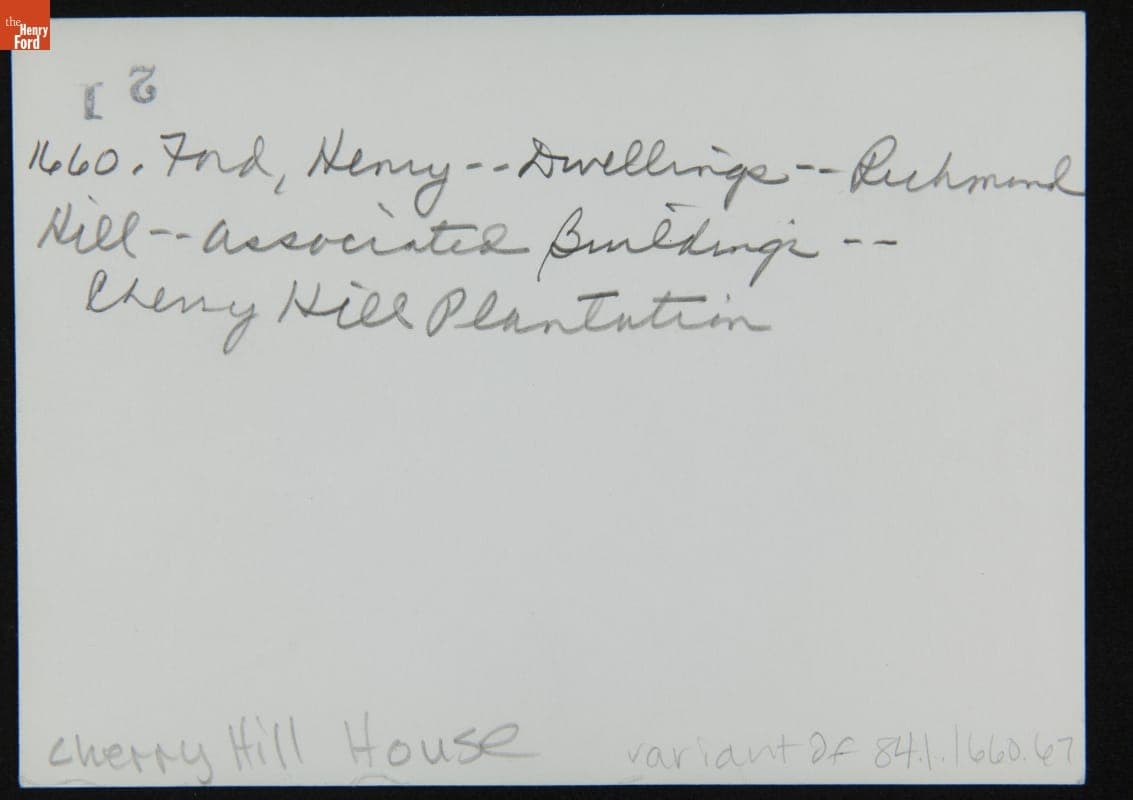 the
Henry
Ford
1 2
1660. Ford, Henry--Dwellings--Richmond
Hill--Associated Buildings--
Cherry Hill Plantation
Cherry Hill House
variant of 84.1.1660.67